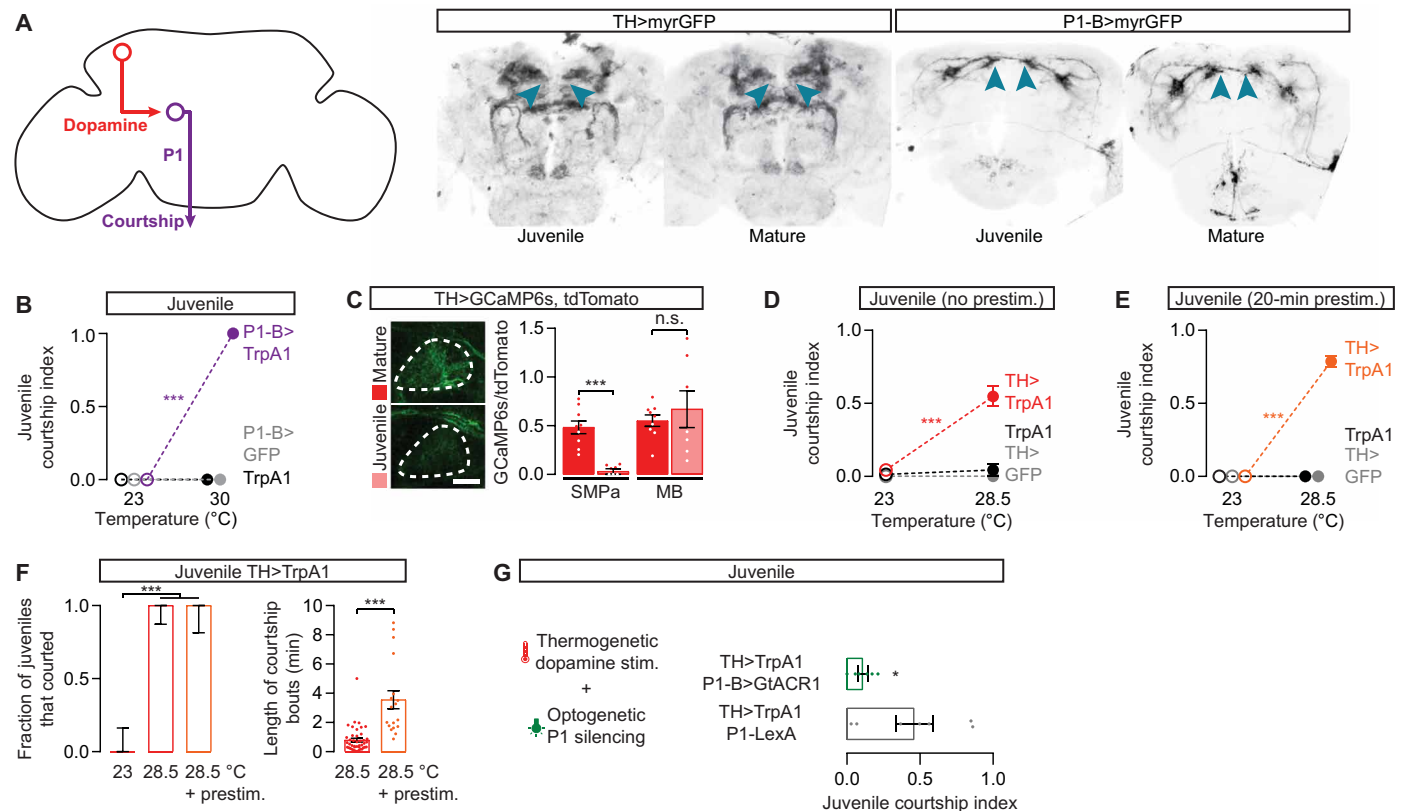 A
Dopamine
P1
Courtship
TH>myrGFP
P1-B>myrGFP
Juvenile
Mature
Juvenile
Mature
B
Juvenile
Juvenile
courtship index
1.0
0.5
0.0
***
P1-B>
TrpA1
P1-B>
GFP
TrpA1
23
30
Temperature (°C)
C
TH>GCaMP6s, tdTomato
Mature
Juvenile
GCaMP6s/tdTomato
1.5
1.0
0.5
0.0
***
n.s.
SMPa
MB
D
Juvenile (no prestim.)
Juvenile
courtship index
1.0
0.5
0.0
***
TH>
TrpA1
TrpA1
TH>
GFP
23
28.5
Temperature (°C)
E
Juvenile (20-min prestim.)
Juvenile
courtship index
1.0
0.5
0.0
***
TH>
TrpA1
TrpA1
TH>
GFP
23
28.5
Temperature (°C)
F
Juvenile TH>TrpA1
Fraction of juveniles
that courted
1.0
0.5
0.0
***
23 28.5 28.5 °C
+ prestim.
Length of courtship
bouts (min)
10
8
6
4
2
0
***
28.5 28.5 °C
+ prestim.
G
Juvenile
Thermogenetic
dopamine stim.
+
Optogenetic
P1 silencing
TH>TrpA1
P1-B>GtACR1
*
TH>TrpA1
P1-LexA
0.0
0.5
1.0
Juvenile courtship index